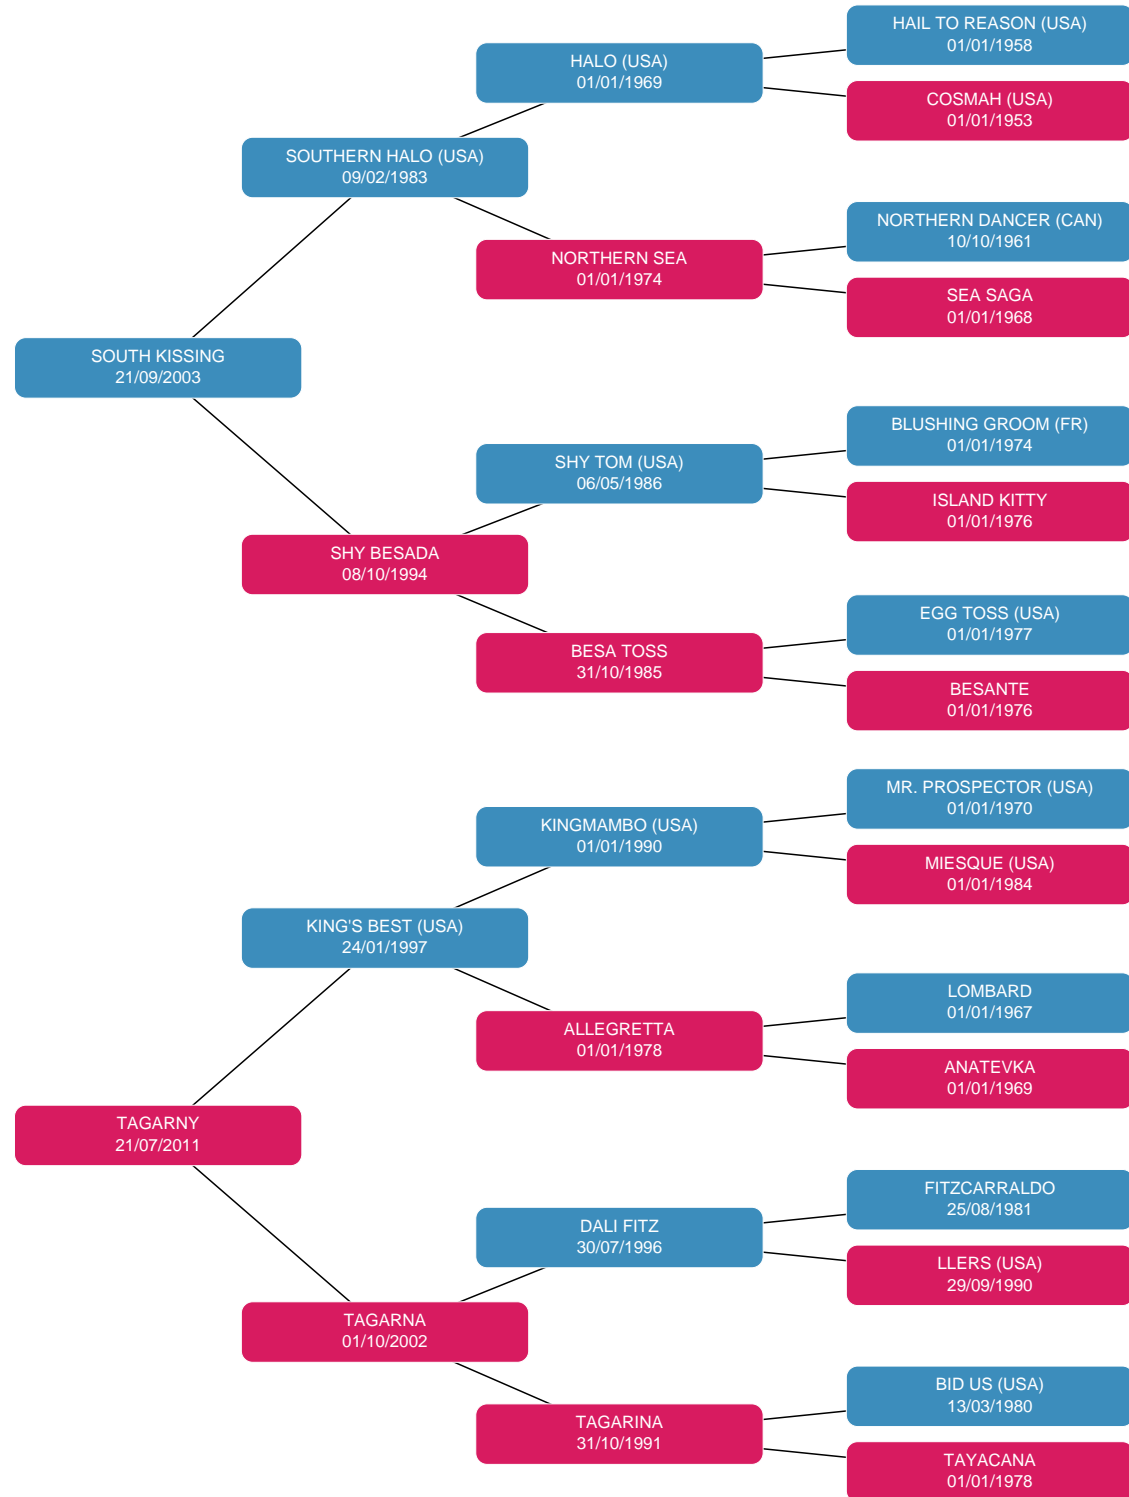 HAIL TO REASON (USA)
01/01/1958
HALO (USA)
01/01/1969
COSMAH (USA)
01/01/1953
SOUTHERN HALO (USA)
09/02/1983
NORTHERN DANCER (CAN)
10/10/1961
NORTHERN SEA
01/01/1974
SEA SAGA
01/01/1968
SOUTH KISSING
21/09/2003
BLUSHING GROOM (FR)
01/01/1974
SHY TOM (USA)
06/05/1986
ISLAND KITTY
01/01/1976
SHY BESADA
08/10/1994
EGG TOSS (USA)
01/01/1977
BESA TOSS
31/10/1985
BESANTE
01/01/1976
MR. PROSPECTOR (USA)
01/01/1970
KINGMAMBO (USA)
01/01/1990
MIESQUE (USA)
01/01/1984
KING'S BEST (USA)
24/01/1997
LOMBARD
01/01/1967
ALLEGRETTA
01/01/1978
ANATEVKA
01/01/1969
TAGARNY
21/07/2011
FITZCARRALDO
25/08/1981
DALI FITZ
30/07/1996
LLERS (USA)
29/09/1990
TAGARNA
01/10/2002
BID US (USA)
13/03/1980
TAGARINA
31/10/1991
TAYACANA
01/01/1978